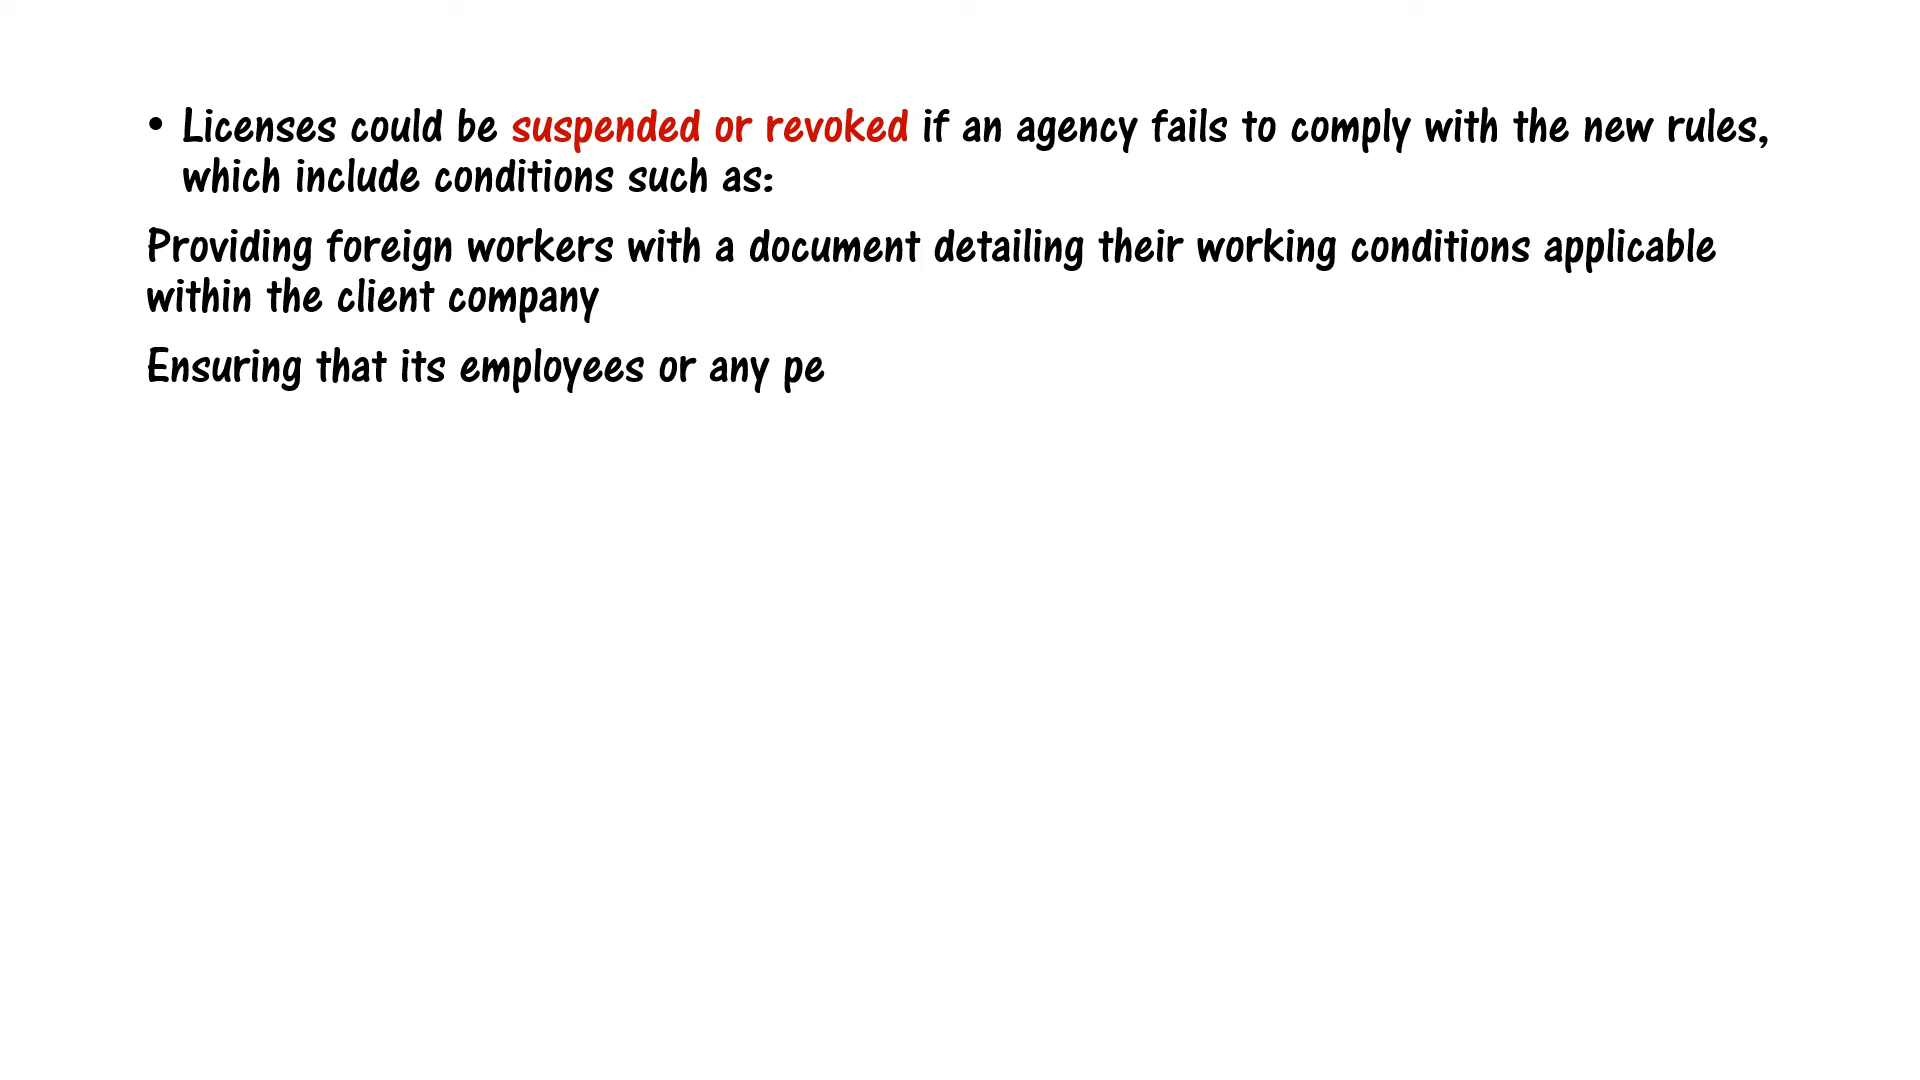 • Licenses could be suspended or revoked if an agency fails to comply with the new rules,
which include conditions such as:
Providing foreign workers with a document detailing their working conditions applicable
within the client company
Ensuring that its employees or any pe